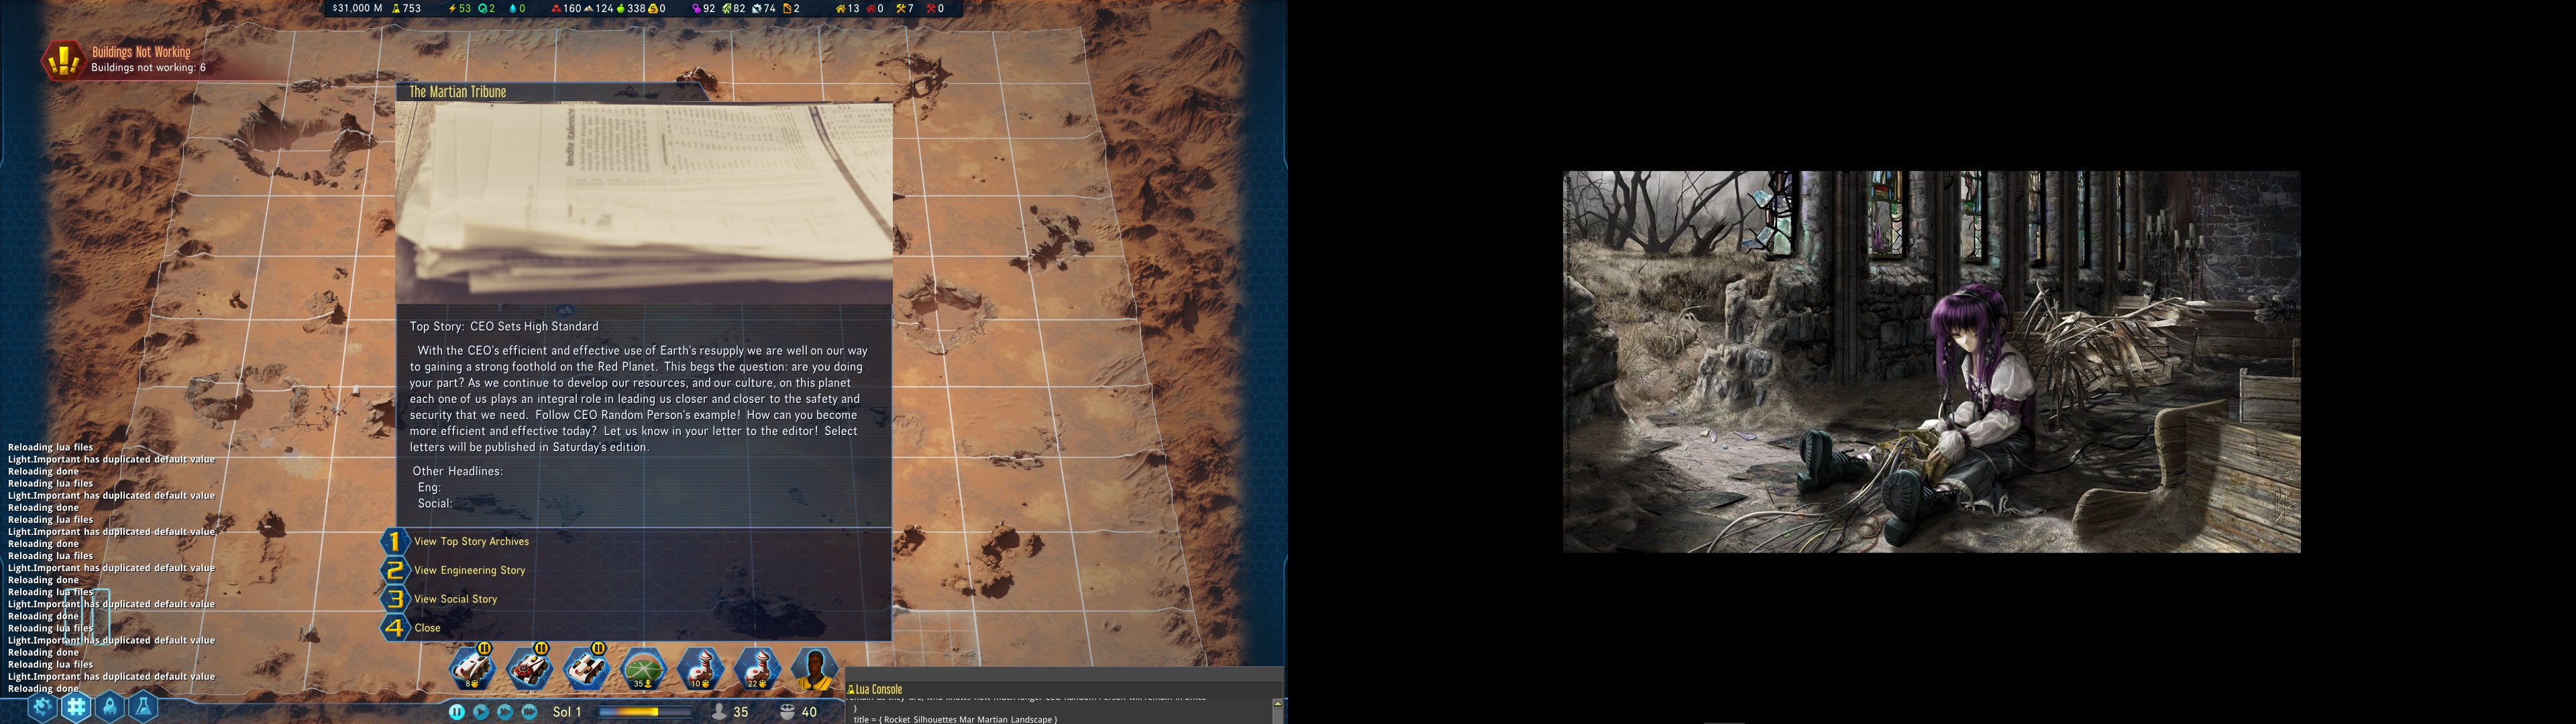 $31,000 M 753 53 2 0 160 124 338 0 92 82 74 2 13 0 7 0
Buildings Not Working
Buildings not working: 6
The Martian Tribune
Top Story: CEO Sets High Standard
With the CEO's efficient and effective use of Earth's resupply we are well on our way
to gaining a strong foothold on the Red Planet. This begs the question: are you doing
your part? As we continue to develop our resources, and our culture, on this planet
each one of us plays an integral role in leading us closer and closer to the safety and
security that we need. Follow CEO Random Person's example! How can you become
more efficient and effective today? Let us know in your letter to the editor! Select
letters will be published in Saturday's edition.
Other Headlines:
Eng:
Social:
1 View Top Story Archives
2 View Engineering Story
3 View Social Story
4 Close
Reloading lua files
Light.Important has duplicated default value
Reloading done
Reloading lua files
Light.Important has duplicated default value
Reloading done
Reloading lua files
Light.Important has duplicated default value
Reloading done
Reloading lua files
Light.Important has duplicated default value
Reloading done
Reloading lua files
Light.Important has duplicated default value
Reloading done
Reloading lua files
Light.Important has duplicated default value
Reloading done
Reloading lua files
Light.Important has duplicated default value
Reloading done
8 35 10 22
Sol 1 35 40
Lua Console
}
title = { Rocket Silhouettes Mar Martian Landscape }